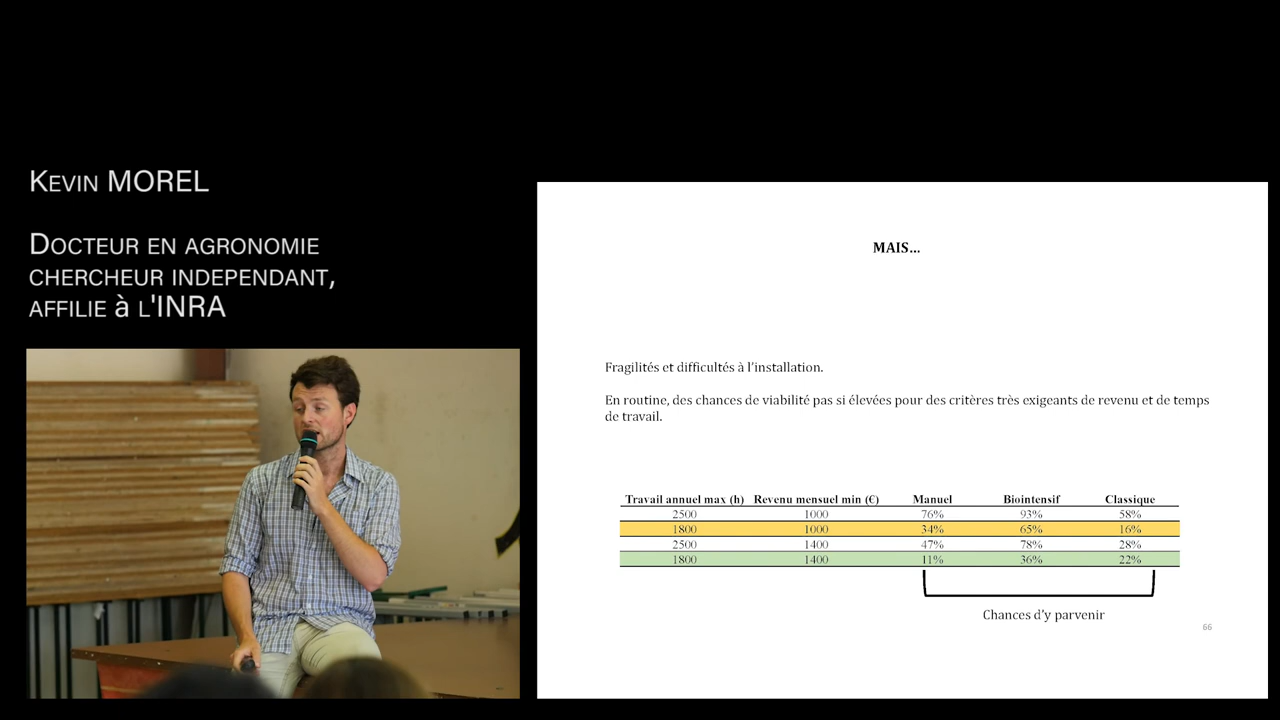 KEVIN MOREL
DOCTEUR EN AGRONOMIE
CHERCHEUR INDEPENDANT,
AFFILIE à L'INRA
MAIS...
Fragilités et difficultés à l'installation.
En routine, des chances de viabilité pas si élevées pour des critères très exigeants de revenu et de temps
de travail.
Travail annuel max (h) Revenu mensuel min (€) Manuel Biointensif Classique
2500 1000 76% 93% 58%
1800 1000 34% 65% 16%
2500 1400 47% 78% 28%
1800 1400 11% 36% 22%
Chances d'y parvenir
66